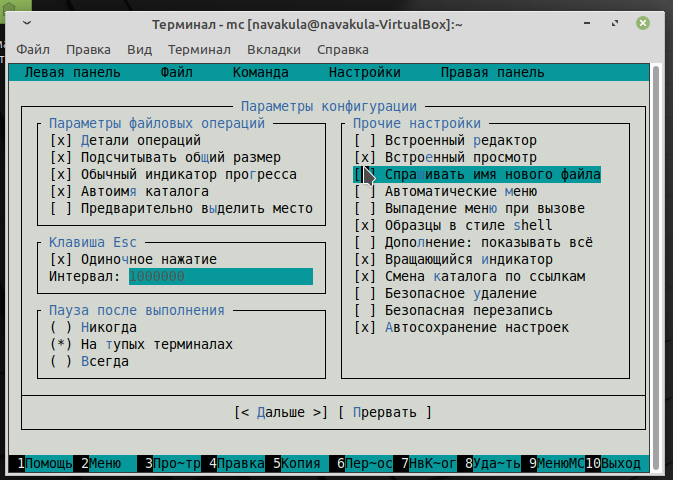 Терминал - mc [navakula@navakula-VirtualBox]:~
Файл Правка Вид Терминал Вкладки Справка
Левая панель Файл Команда Настройки Правая панель
Параметры конфигурации
Параметры файловых операций
[x] Детали операций
[x] Подсчитывать общий размер
[x] Обычный индикатор прогресса
[x] Автоимя каталога
[ ] Предварительно выделить место
Клавиша Esc
[x] Одиночное нажатие
Интервал: 1000000
Пауза после выполнения
( ) Никогда
(*) На тупых терминалах
( ) Всегда
Прочие настройки
[ ] Встроенный редактор
[x] Встроенный просмотр
Спрашивать имя нового файла
[ ] Автоматические меню
[ ] Выпадение меню при вызове
[x] Образцы в стиле shell
[ ] Дополнение: показывать всё
[x] Вращающийся индикатор
[x] Смена каталога по ссылкам
[ ] Безопасное удаление
[ ] Безопасная перезапись
[x] Автосохранение настроек
[< Дальше >] [ Прервать ]
1Помощь 2Меню 3Про~тр 4Правка 5Копия 6Пер~ос 7НвК~ог 8Уда~ть 9МенюMC 10Выход